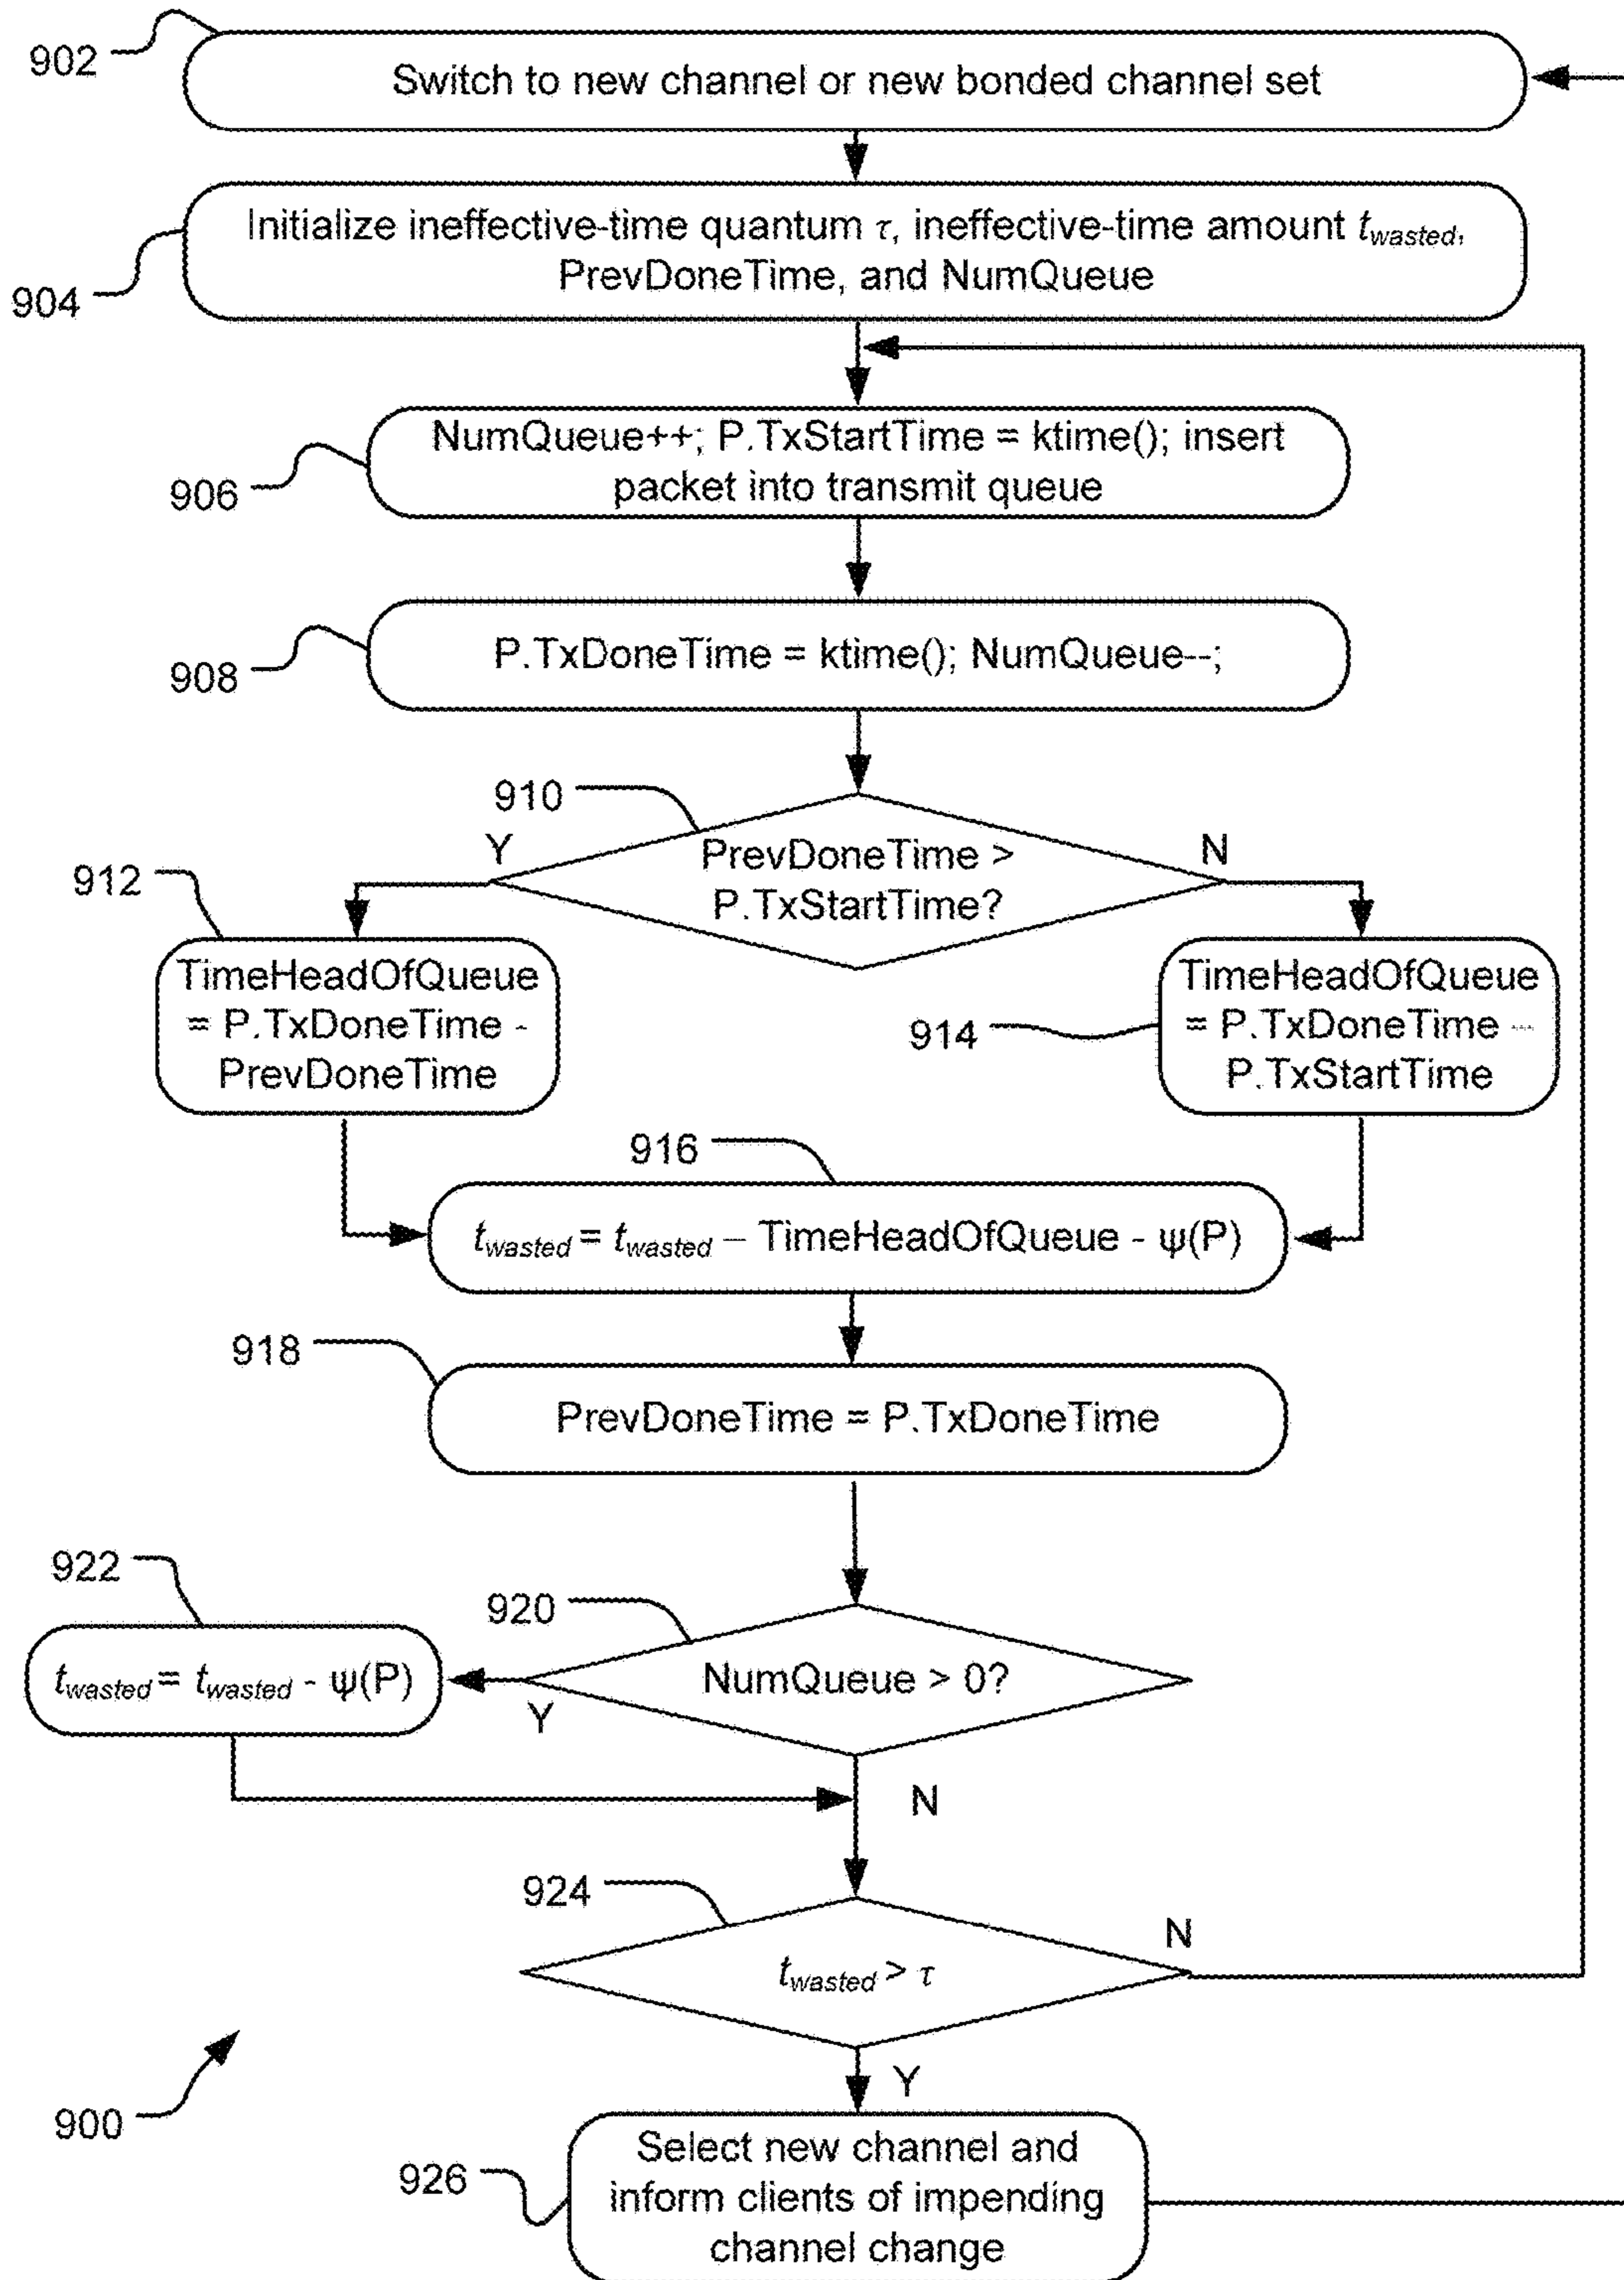 902
Switch to new channel or new bonded channel set
Initialize ineffective-time quantum τ, ineffective-time amount twasted,
PrevDoneTime, and NumQueue
904
NumQueue++; P.TxStartTime = ktime(); insert
packet into transmit queue
906
P.TxDoneTime = ktime(); NumQueue--;
908
910
Y
N
PrevDoneTime >
P.TxStartTime?
912
TimeHeadOfQueue
= P.TxDoneTime -
PrevDoneTime
914
TimeHeadOfQueue
= P.TxDoneTime –
P.TxStartTime
916
twasted = twasted – TimeHeadOfQueue - ψ(P)
918
PrevDoneTime = P.TxDoneTime
922
920
twasted = twasted - ψ(P)
NumQueue > 0?
Y
N
924
N
twasted > τ
Y
900
Select new channel and
inform clients of impending
channel change
926